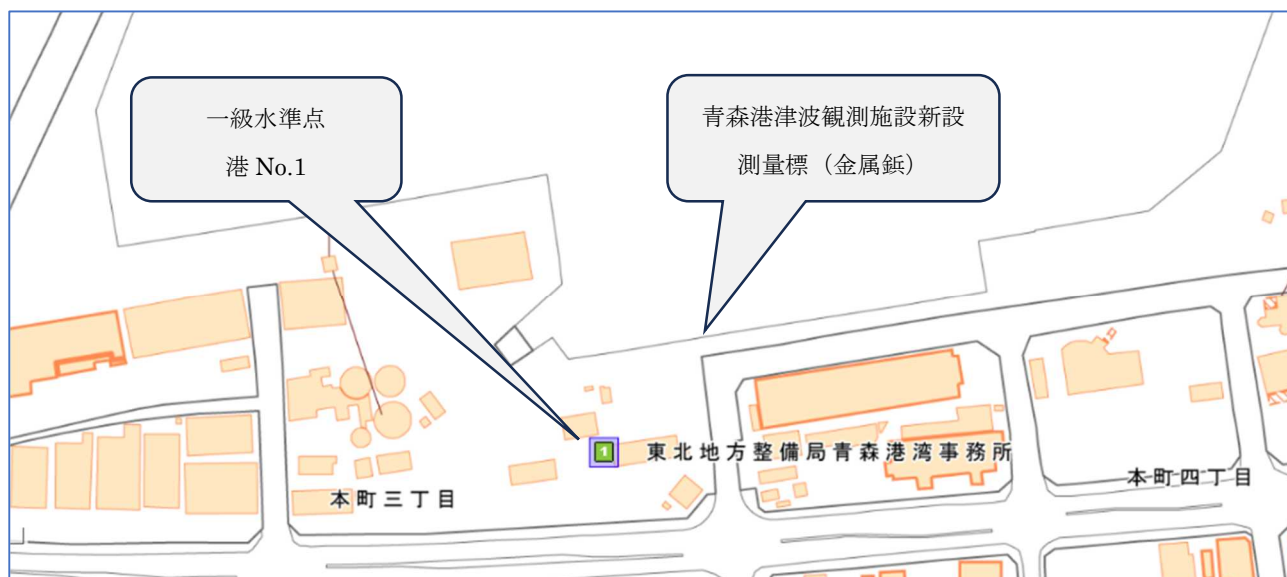 一級水準点
港 No.1
青森港津波観測施設新設
測量標（金属鋲）
1
東北地方整備局青森港湾事務所
本町三丁目
本町四丁目